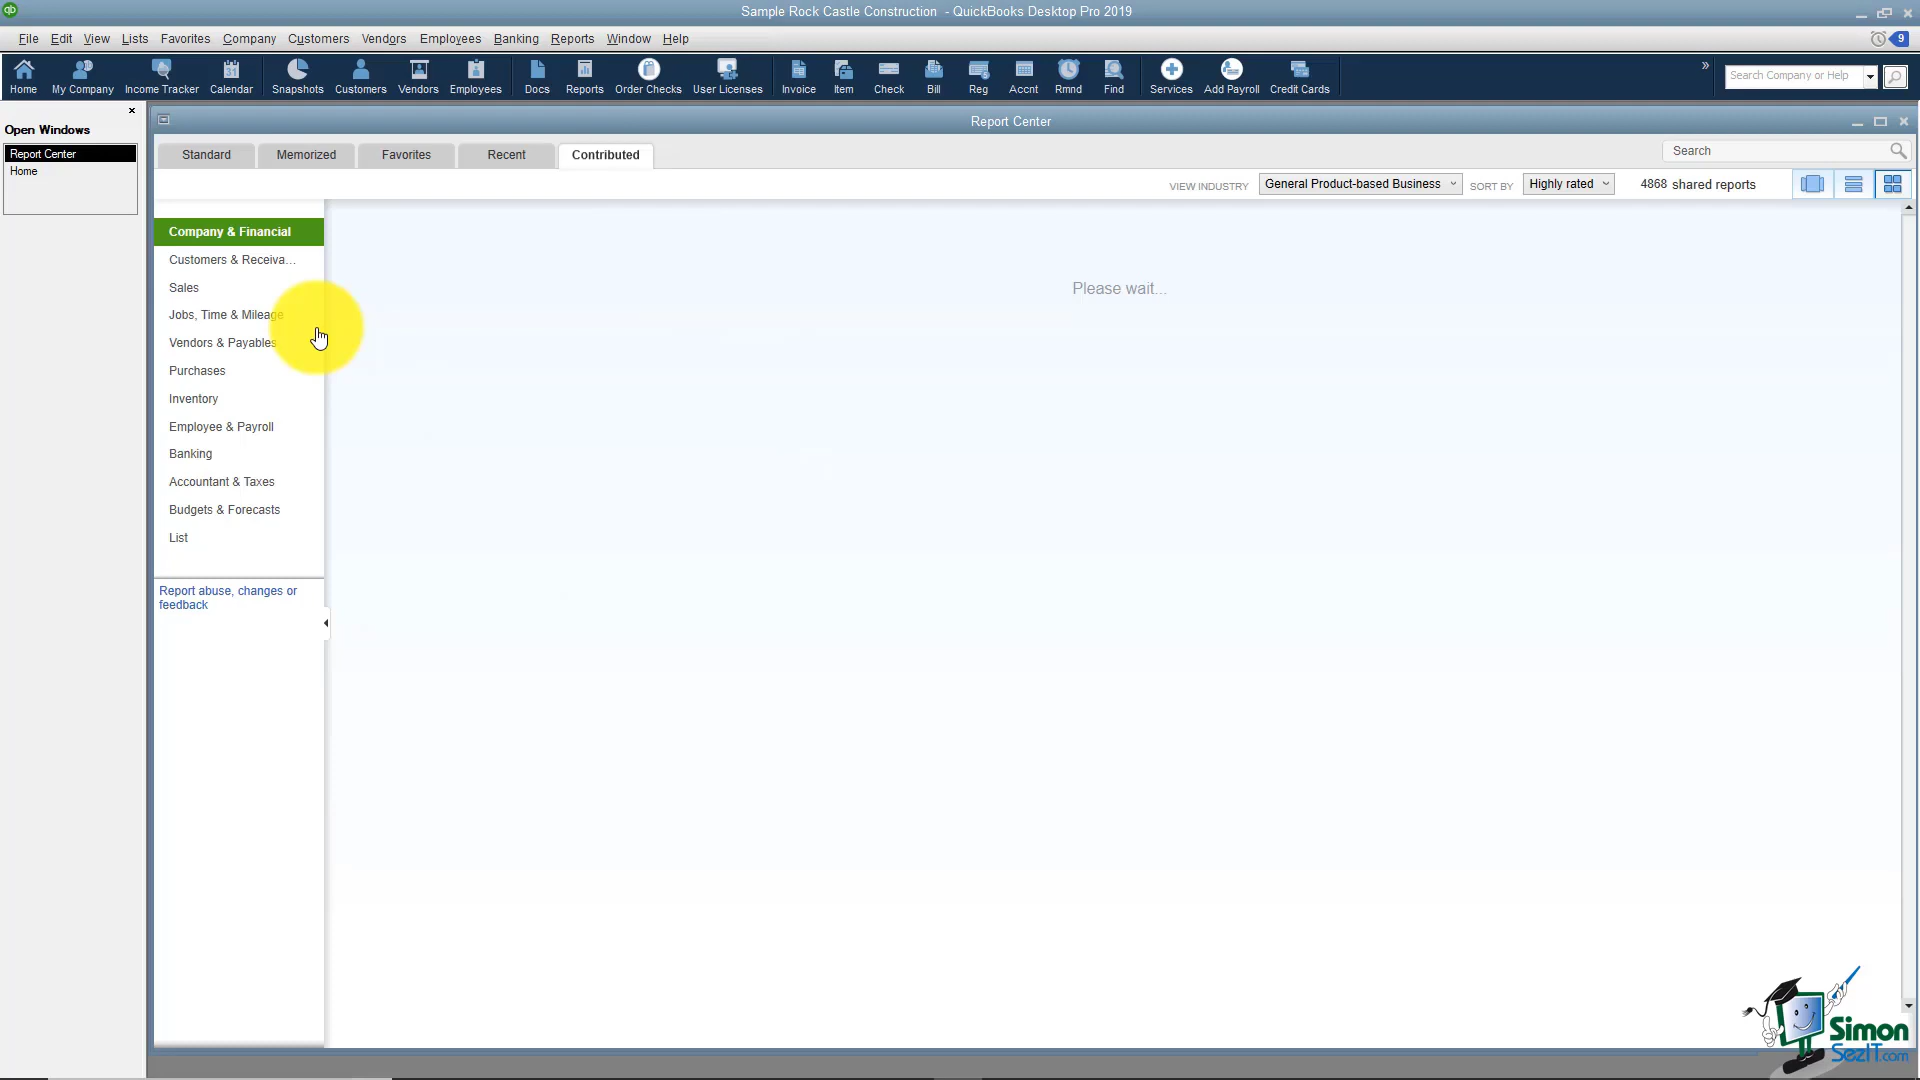 qb
Sample Rock Castle Construction - QuickBooks Desktop Pro 2019
File Edit View Lists Favorites Company Customers Vendors Employees Banking Reports Window Help
9
Home My Company Income Tracker Calendar Snapshots Customers Vendors Employees Docs Reports Order Checks User Licenses Invoice Item Check Bill Reg Accnt Rmnd Find Services Add Payroll Credit Cards
31
» Search Company or Help
Open Windows
Report Center
Home
Report Center
Standard Memorized Favorites Recent Contributed
Search
VIEW INDUSTRY General Product-based Business SORT BY Highly rated 4868 shared reports
Company & Financial
Customers & Receiva...
Sales
Jobs, Time & Mileage
Vendors & Payables
Purchases
Inventory
Employee & Payroll
Banking
Accountant & Taxes
Budgets & Forecasts
List
Report abuse, changes or
feedback
Please wait...
Simon
SezIT.com